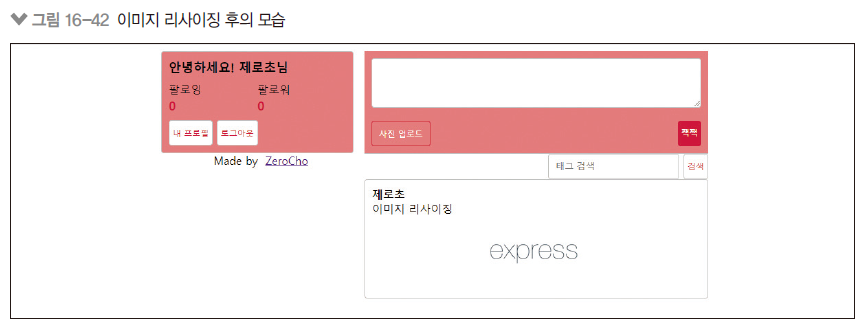 그림 16-42 이미지 리사이징 후의 모습
안녕하세요! 제로초님
팔로잉 팔로워
0 0
내 프로필 로그아웃
Made by ZeroCho
사진 업로드 짹짹
태그 검색 검색
제로초
이미지 리사이징
express